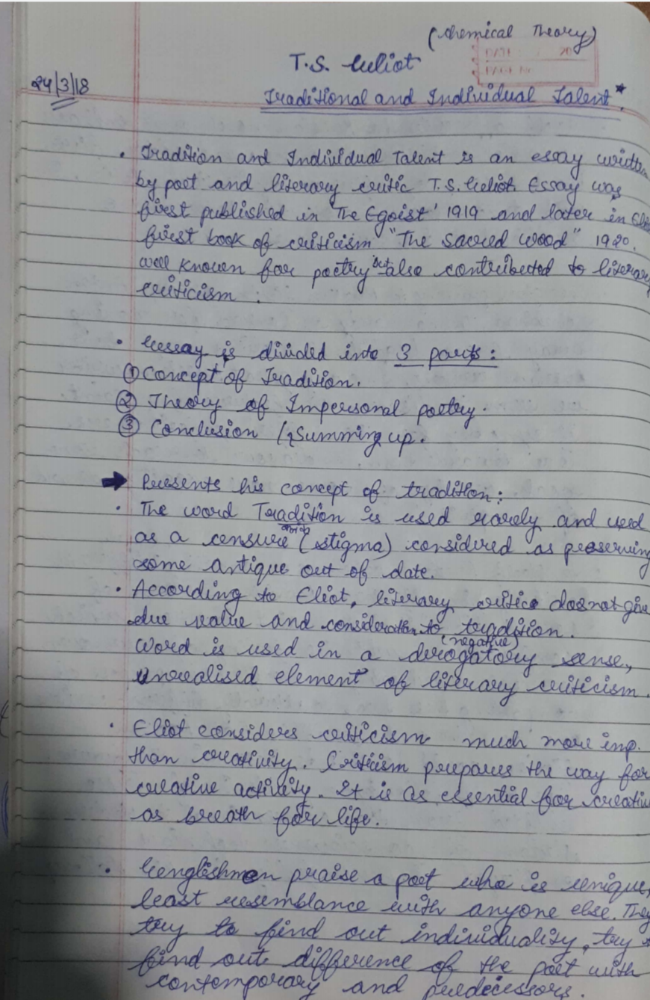 (Chemical Theory)
DATE: 20
PAGE No.
T.S. Eliot
24/3/18
Traditional and Individual Talent*.
• Tradition and Individual Talent is an essay written
by poet and literary critic T.S. Eliot. Essay was
first published in 'The Egoist' 1919 and later in
first book of criticism "The Sacred Wood" 1920.
well known for poetry but also contributed to literary
criticism.
• Essay is divided into 3 parts:
① Concept of Tradition.
② Theory of Impersonal poetry.
③ Conclusion / Summing up.
→ Presents his concept of tradition:
• The word Tradition is used rarely and used
as a censure (stigma) considered as preserving
some antique out of date.
• According to Eliot, literary critics does not give
due value and consideration to tradition.
(negative)
Word is used in a derogatory sense,
unrealised element of literary criticism.
• Eliot considers criticism much more imp.
than creativity. Criticism prepares the way for
creative activity. It is as essential for creative
as breath for life.
• Englishmen praise a poet who is unique,
least resemblance with anyone else. They
try to find out individuality, try
find out difference of the poet with
contemporary and predecessors.